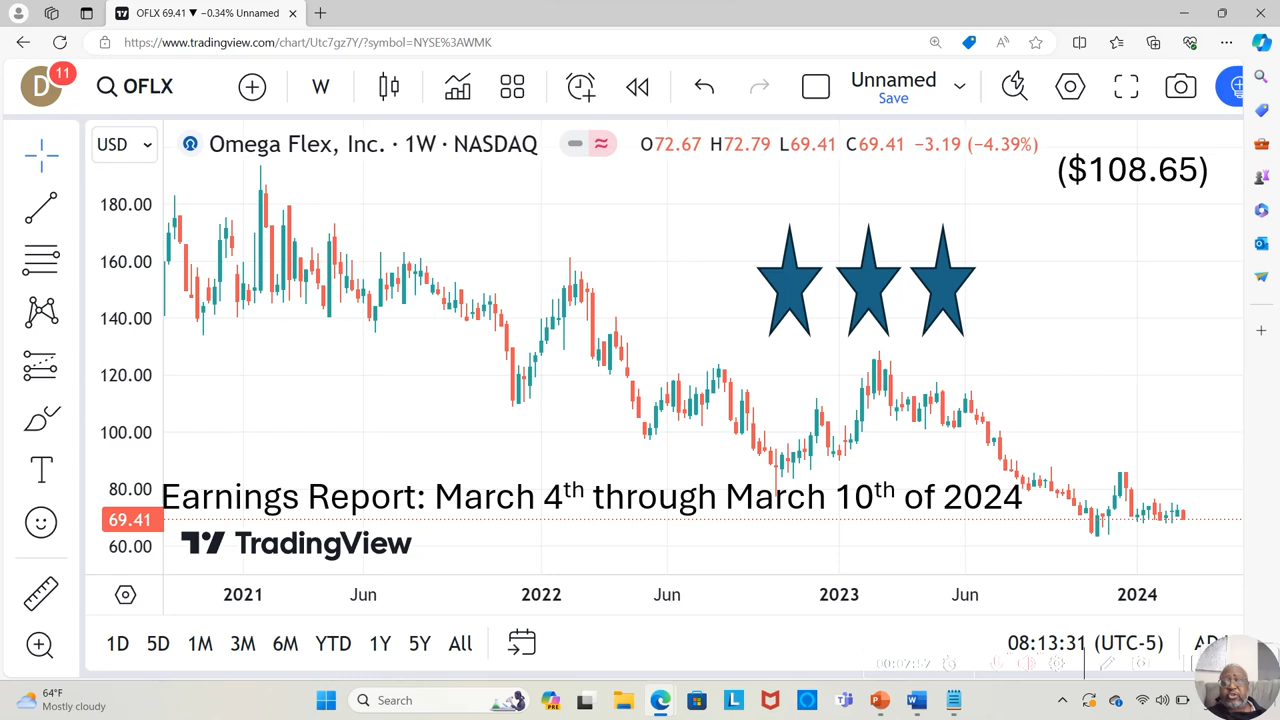 OFLX 69.41 ▼ −0.34% Unnamed
https://www.tradingview.com/chart/Utc7gz7Y/?symbol=NYSE%3AWMK
D
11
OFLX
W
Unnamed
Save
USD
Omega Flex, Inc. · 1W · NASDAQ
O72.67 H72.79 L69.41 C69.41 −3.19 (−4.39%)
($108.65)
180.00
160.00
140.00
120.00
100.00
80.00
69.41
60.00
Earnings Report: March 4th through March 10th of 2024
TradingView
2021 Jun 2022 Jun 2023 Jun 2024
1D 5D 1M 3M 6M YTD 1Y 5Y All
08:13:31 (UTC-5)
00:07:57
64°F
Mostly cloudy
Search